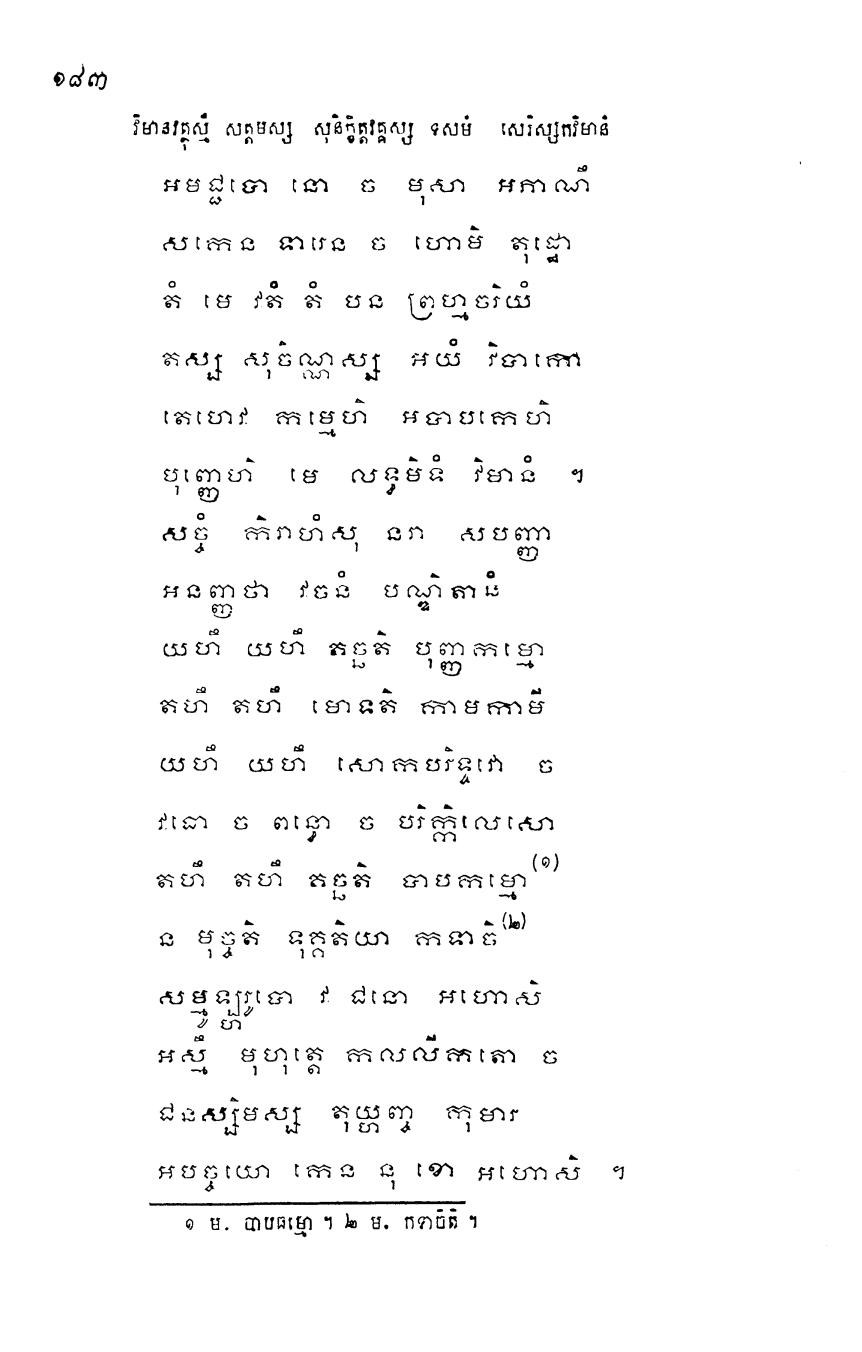 ១៨៣
វិមានវត្ថុស្មឹ សត្តមស្ស សុនិក្ខិត្តវគ្គស្ស ទសមំ សេរិស្សកវិមានំ
អមជ្ជបោ នោ ច មុសា អភាណឹ
សកេន ទារេន ច ហោមិ តុដ្ឋោ
តំ មេ វតំ តំ បន ព្រហ្មចរិយំ
តស្ស សុចិណ្ណស្ស អយំ វិបាកោ
តេហេវ កម្មេហិ អបាបកេហិ
បុញ្ញេហិ មេ លទ្ធមិទំ វិមានំ ។
សច្ចំ កិរាហំសុ នរា សបញ្ញា
អនញ្ញថា វចនំ បណ្ឌិតានំ
យហឹ យហឹ គច្ឆតិ បុញ្ញកម្មោ
តហឹ តហឹ មោទតិ កាមកាមី
យហឹ យហឹ សោកបរិទ្ទវោ ច
វធោ ច ពន្ធោ ច បរិក្កិលេសោ
តហឹ តហឹ គច្ឆតិ បាបកម្មោ(១)
ន មុច្ចតិ ទុគ្គតិយា កទាចិ(២)
សម្មូឡ្ហរូបោ វ ជនោ អហោសិ
អស្មឹ មុហុត្តេ កលលីកតោ ច
ជនស្សិមស្ស តុយ្ហញ្ច កុមារ
អបច្ចយោ កេន នុ ខោ អហោសិ ។
១ ម. បាបធម្មោ ។ ២ ម. កទាចិតិ ។